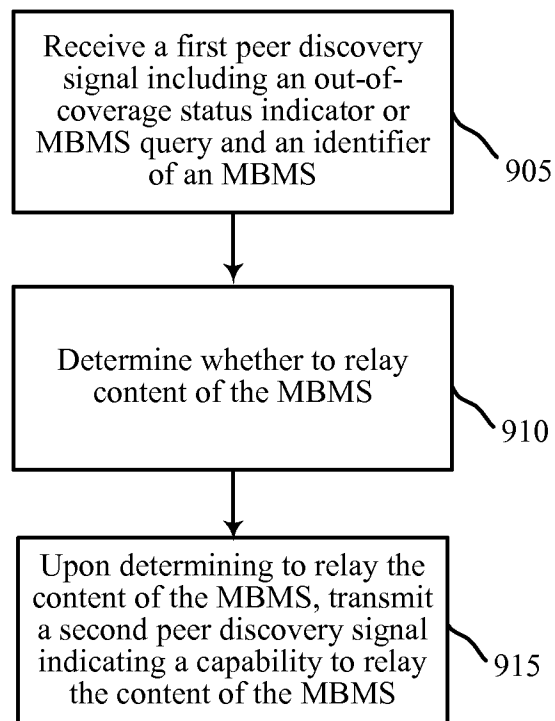 Receive a first peer discovery
signal including an out-of-
coverage status indicator or
MBMS query and an identifier
of an MBMS
905
Determine whether to relay
content of the MBMS
910
Upon determining to relay the
content of the MBMS, transmit
a second peer discovery signal
indicating a capability to relay
the content of the MBMS
915